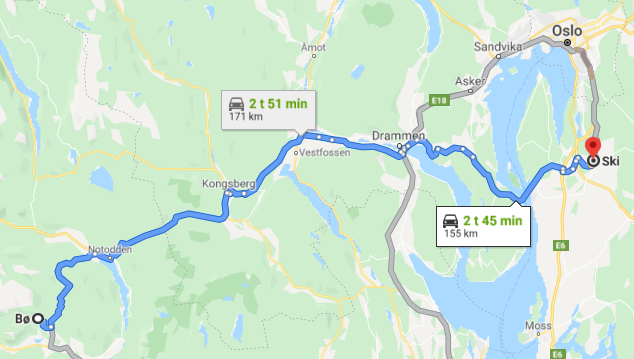 Oslo
Åmot
Sandvika
Asker
2 t 51 min
171 km
E18
Drammen
Vestfossen
Ski
Kongsberg
2 t 45 min
155 km
E6
Notodden
Bø
Moss
E6